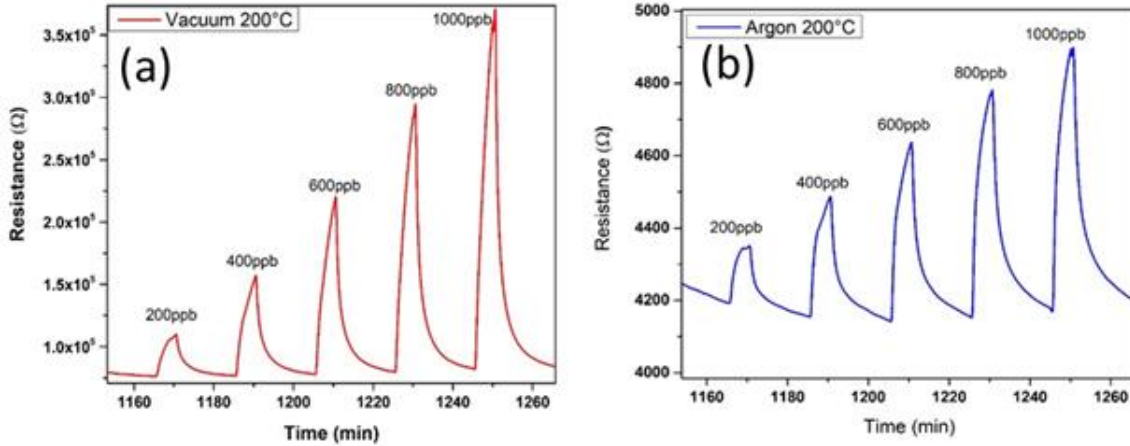 Vacuum 200°C
(a)
1000ppb
800ppb
600ppb
400ppb
200ppb
3.5x10⁵
3.0x10⁵
2.5x10⁵
2.0x10⁵
1.5x10⁵
1.0x10⁵
Resistance (Ω)
1160 1180 1200 1220 1240 1260
Time (min)
Argon 200°C
(b)
1000ppb
800ppb
600ppb
400ppb
200ppb
5000
4800
4600
4400
4200
4000
Resistance (Ω)
1160 1180 1200 1220 1240 1260
Time (min)